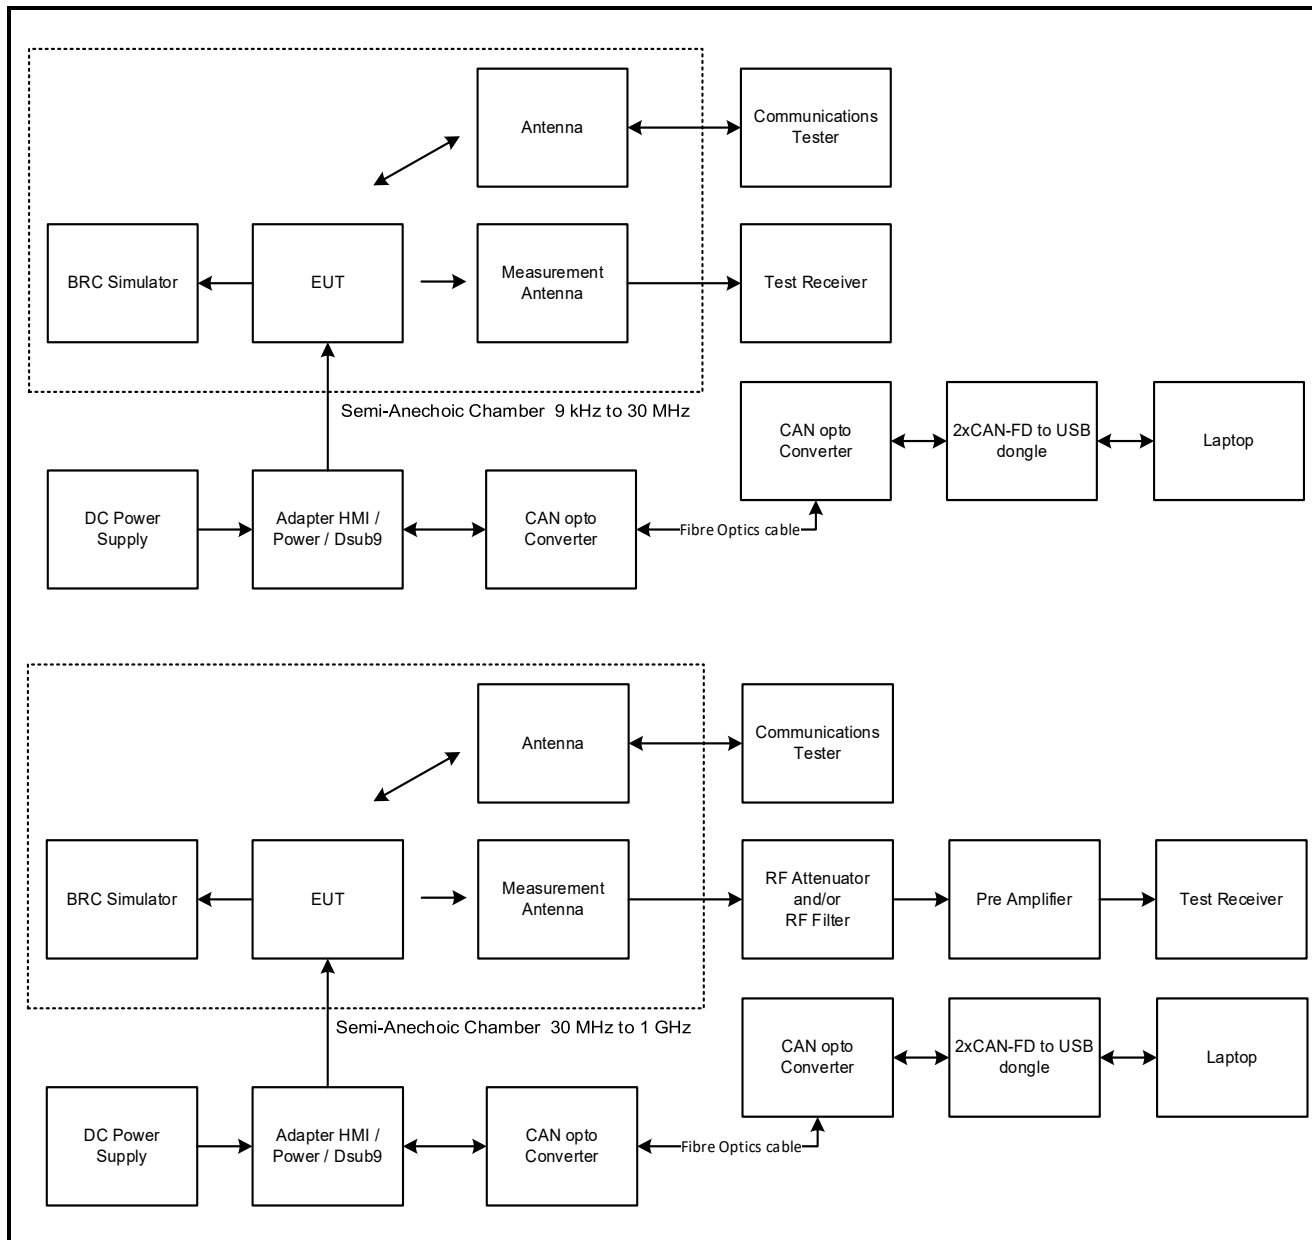 Antenna
Communications
Tester
BRC Simulator
EUT
Measurement
Antenna
Test Receiver
Semi-Anechoic Chamber 9 kHz to 30 MHz
CAN opto
Converter
2xCAN-FD to USB
dongle
Laptop
DC Power
Supply
Adapter HMI /
Power / Dsub9
CAN opto
Converter
Fibre Optics cable
Antenna
Communications
Tester
BRC Simulator
EUT
Measurement
Antenna
RF Attenuator
and/or
RF Filter
Pre Amplifier
Test Receiver
Semi-Anechoic Chamber 30 MHz to 1 GHz
CAN opto
Converter
2xCAN-FD to USB
dongle
Laptop
DC Power
Supply
Adapter HMI /
Power / Dsub9
CAN opto
Converter
Fibre Optics cable